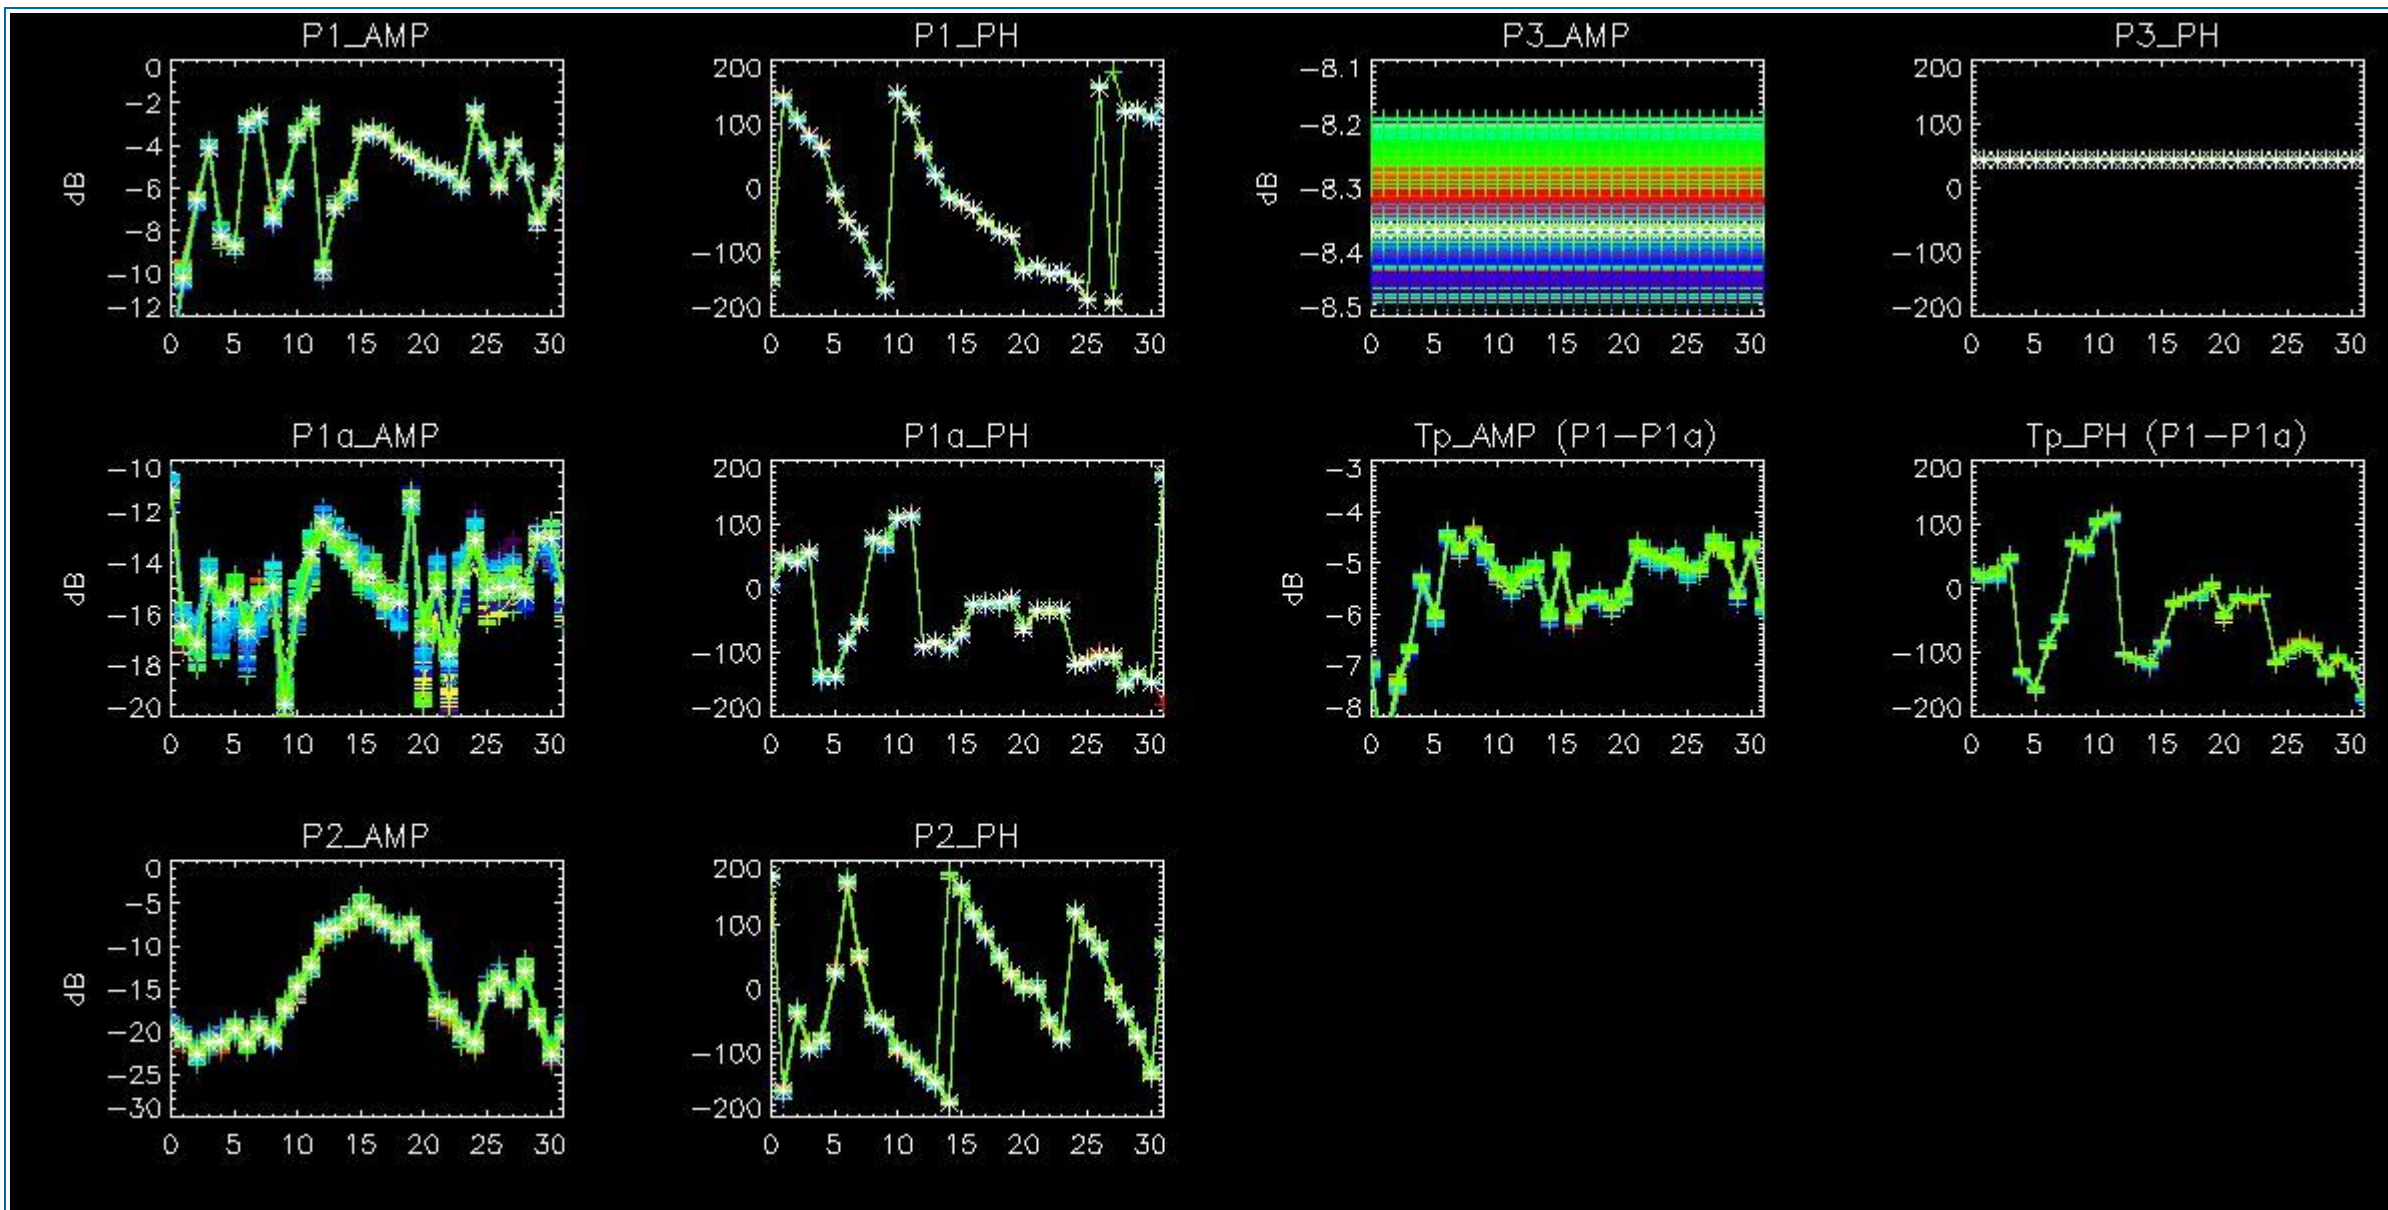 P1_AMP
P1_PH
P3_AMP
P3_PH
0
−2
−4
−6
−8
−10
−12
dB
0 5 10 15 20 25 30
200
100
0
−100
−200
0 5 10 15 20 25 30
−8.1
−8.2
−8.3
−8.4
−8.5
dB
0 5 10 15 20 25 30
200
100
0
−100
−200
0 5 10 15 20 25 30
P1a_AMP
P1a_PH
Tp_AMP (P1−P1a)
Tp_PH (P1−P1a)
−10
−12
−14
−16
−18
−20
dB
0 5 10 15 20 25 30
200
100
0
−100
−200
0 5 10 15 20 25 30
−3
−4
−5
−6
−7
−8
dB
0 5 10 15 20 25 30
200
100
0
−100
−200
0 5 10 15 20 25 30
P2_AMP
P2_PH
0
−5
−10
−15
−20
−25
−30
dB
0 5 10 15 20 25 30
200
100
0
−100
−200
0 5 10 15 20 25 30